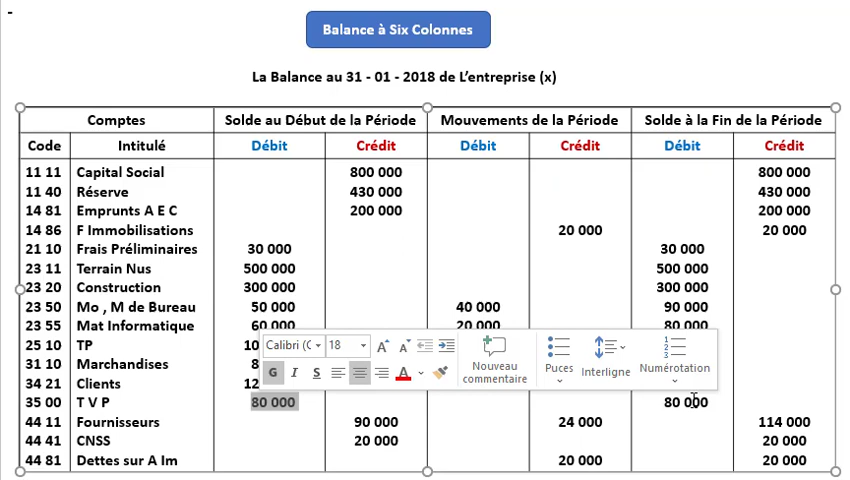 -
Balance à Six Colonnes
La Balance au 31 - 01 - 2018 de L’entreprise (x)
Comptes Solde au Début de la Période Mouvements de la Période Solde à la Fin de la Période
Code Intitulé Débit Crédit Débit Crédit Débit Crédit
11 11 Capital Social 800 000 800 000
11 40 Réserve 430 000 430 000
14 81 Emprunts A E C 200 000 200 000
14 86 F Immobilisations 20 000 20 000
21 10 Frais Préliminaires 30 000 30 000
23 11 Terrain Nus 500 000 500 000
23 20 Construction 300 000 300 000
23 50 Mo , M de Bureau 50 000 40 000 90 000
23 55 Mat Informatique 60 000 20 000 80 000
25 10 TP
31 10 Marchandises
34 21 Clients
35 00 T V P 80 000 80 000
44 11 Fournisseurs 90 000 24 000 114 000
44 41 CNSS 20 000 20 000
44 81 Dettes sur A Im 20 000 20 000
Calibri (C 18 A A
G I S A
Nouveau commentaire
Puces
Interligne
Numérotation